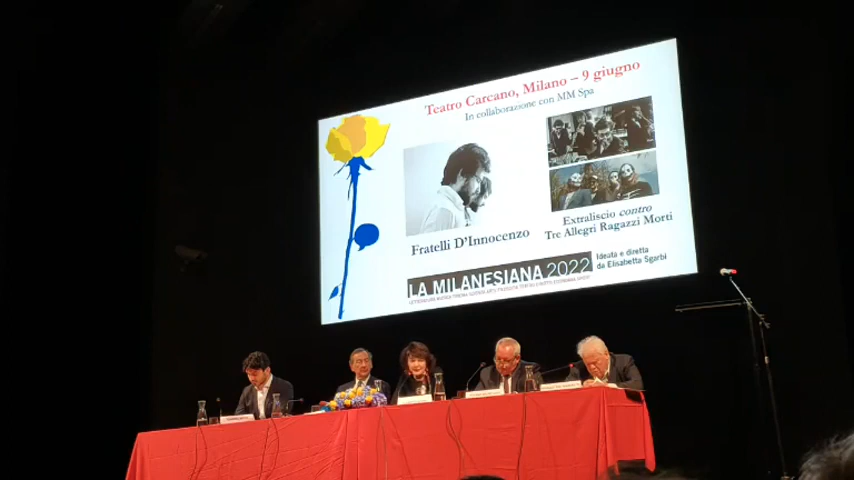 Teatro Carcano, Milano – 9 giugno
In collaborazione con MM Spa
Fratelli D'Innocenzo
Extraliscio contro
Tre Allegri Ragazzi Morti
LA MILANESIANA 2022
Ideata e diretta
da Elisabetta Sgarbi